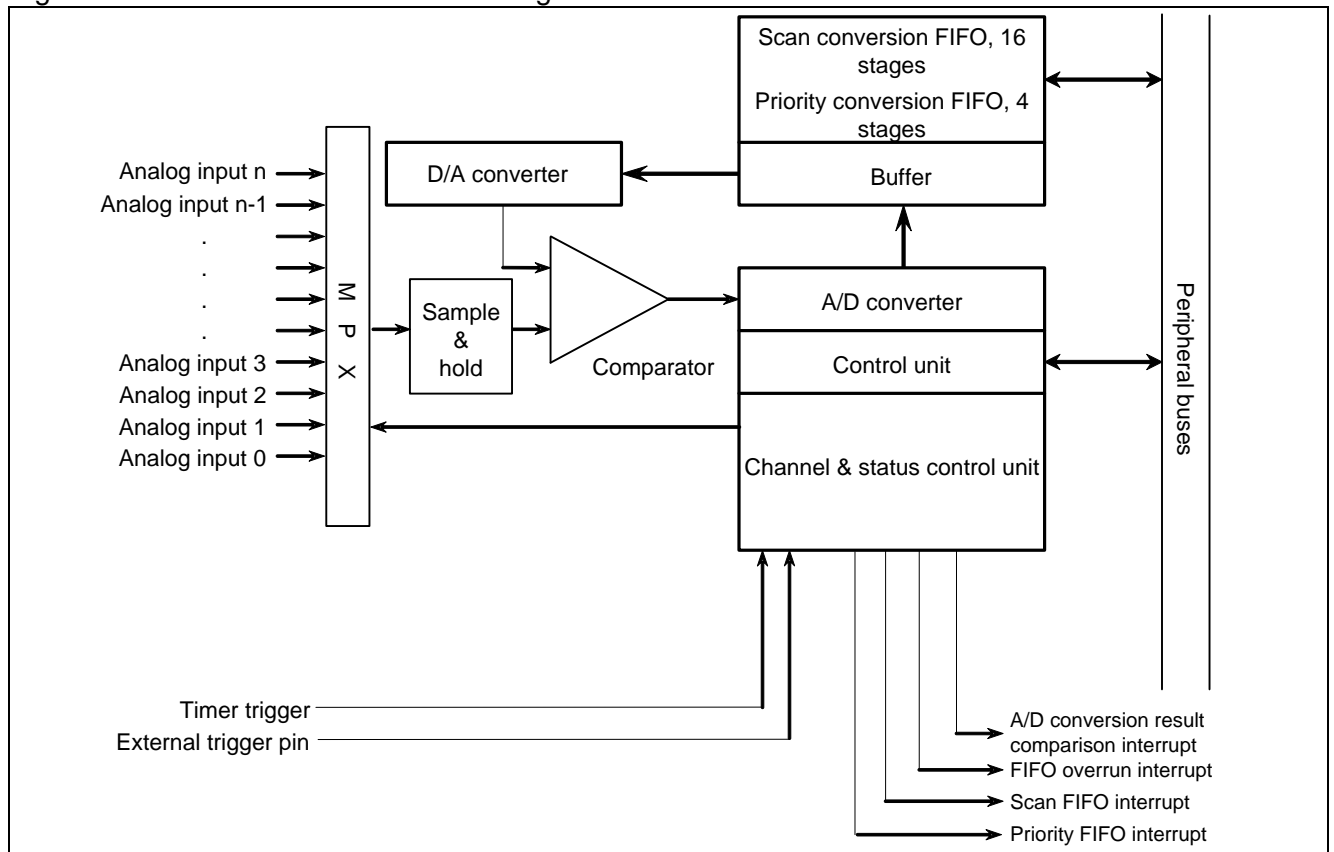 Scan conversion FIFO, 16
stages
Priority conversion FIFO, 4
stages
Buffer
D/A converter
Analog input n
Analog input n-1
.
.
.
.
Analog input 3
Analog input 2
Analog input 1
Analog input 0
M P X
Sample
&
hold
Comparator
A/D converter
Control unit
Channel & status control unit
Peripheral buses
Timer trigger
External trigger pin
A/D conversion result
comparison interrupt
FIFO overrun interrupt
Scan FIFO interrupt
Priority FIFO interrupt